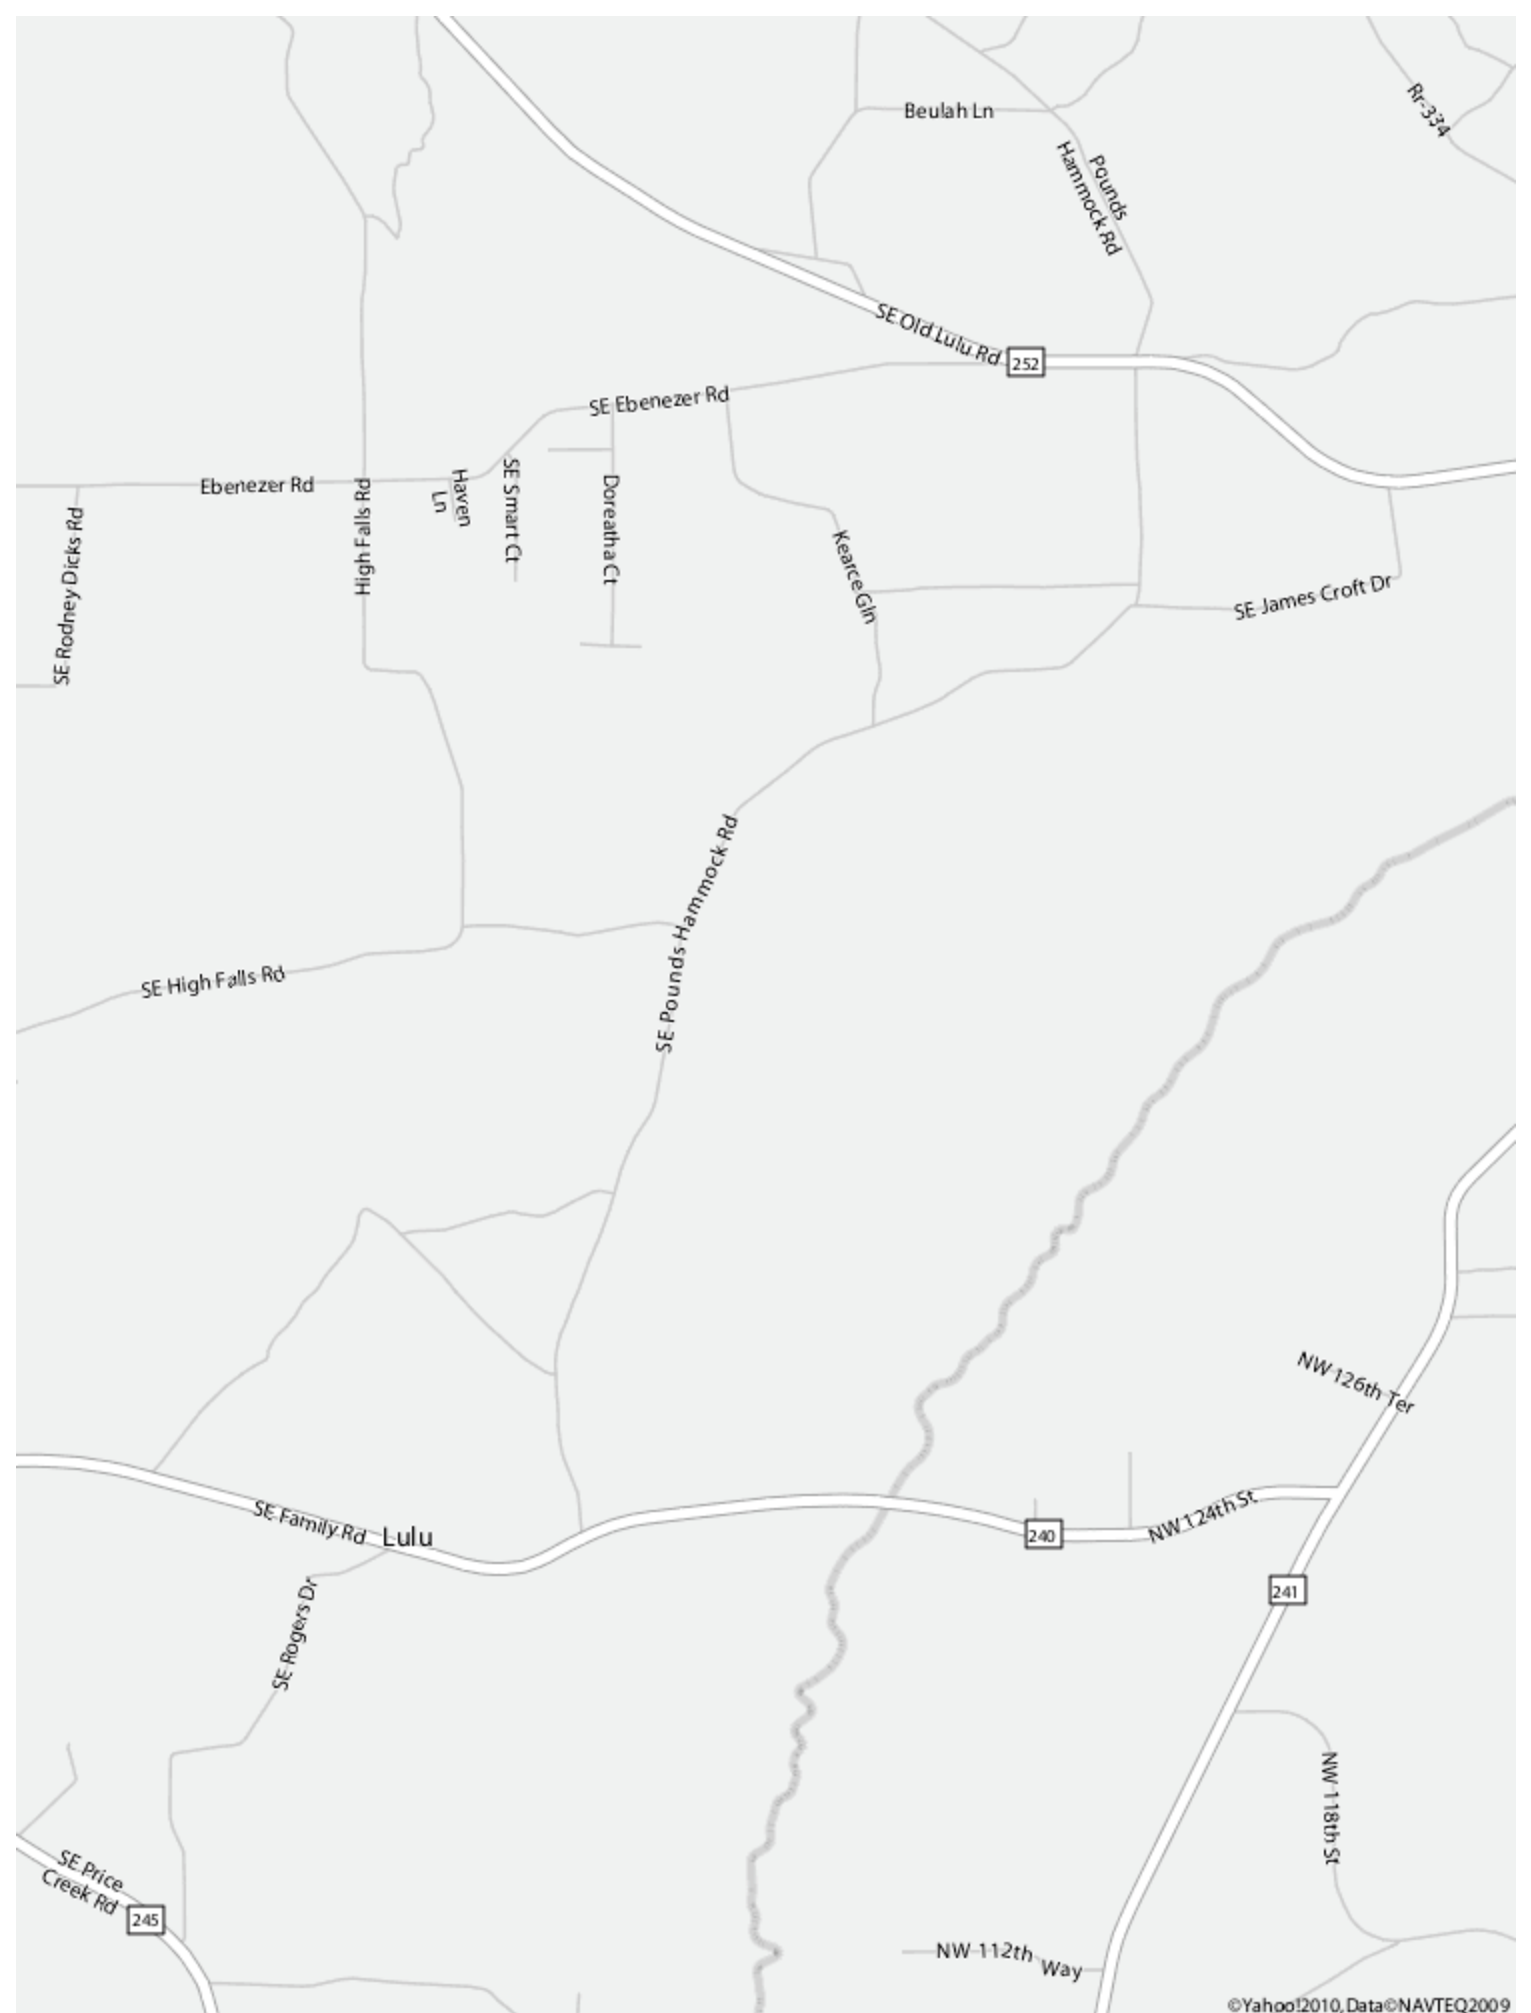 Beulah Ln
Rr-334
Pounds
Hammock Rd
SE Old Lulu Rd
252
SE Ebenezer Rd
Ebenezer Rd
High Falls Rd
Haven
Ln
SE Smart Ct
Doreatha Ct
SE Rodney Dicks Rd
Kearce Gln
SE James Croft Dr
SE Pounds Hammock Rd
SE High Falls Rd
NW 126th Ter
SE Family Rd
Lulu
240
NW 124th St
241
SE Rogers Dr
NW 118th St
SE Price
Creek Rd
245
NW 112th
Way
©Yahoo!2010, Data©NAVTEQ2009